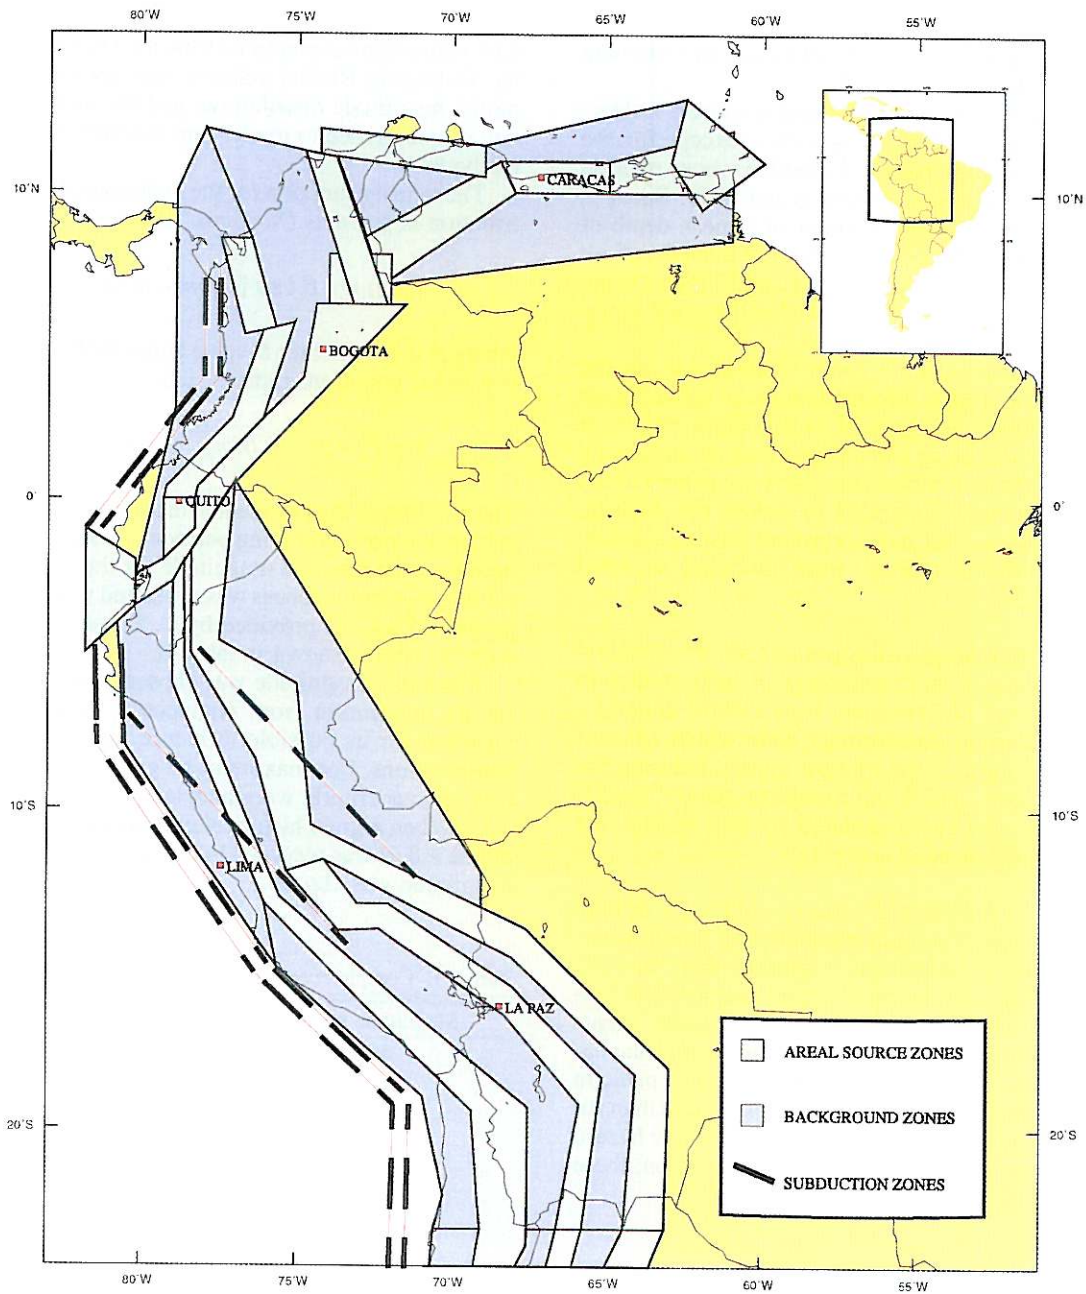 80°W 75°W 70°W 65°W 60°W 55°W
10°N CARACAS 10°N
BOGOTA
0° QUITO 0°
10°S 10°S
LIMA
LA PAZ
AREAL SOURCE ZONES
BACKGROUND ZONES
20°S 20°S
SUBDUCTION ZONES
80°W 75°W 70°W 65°W 60°W 55°W